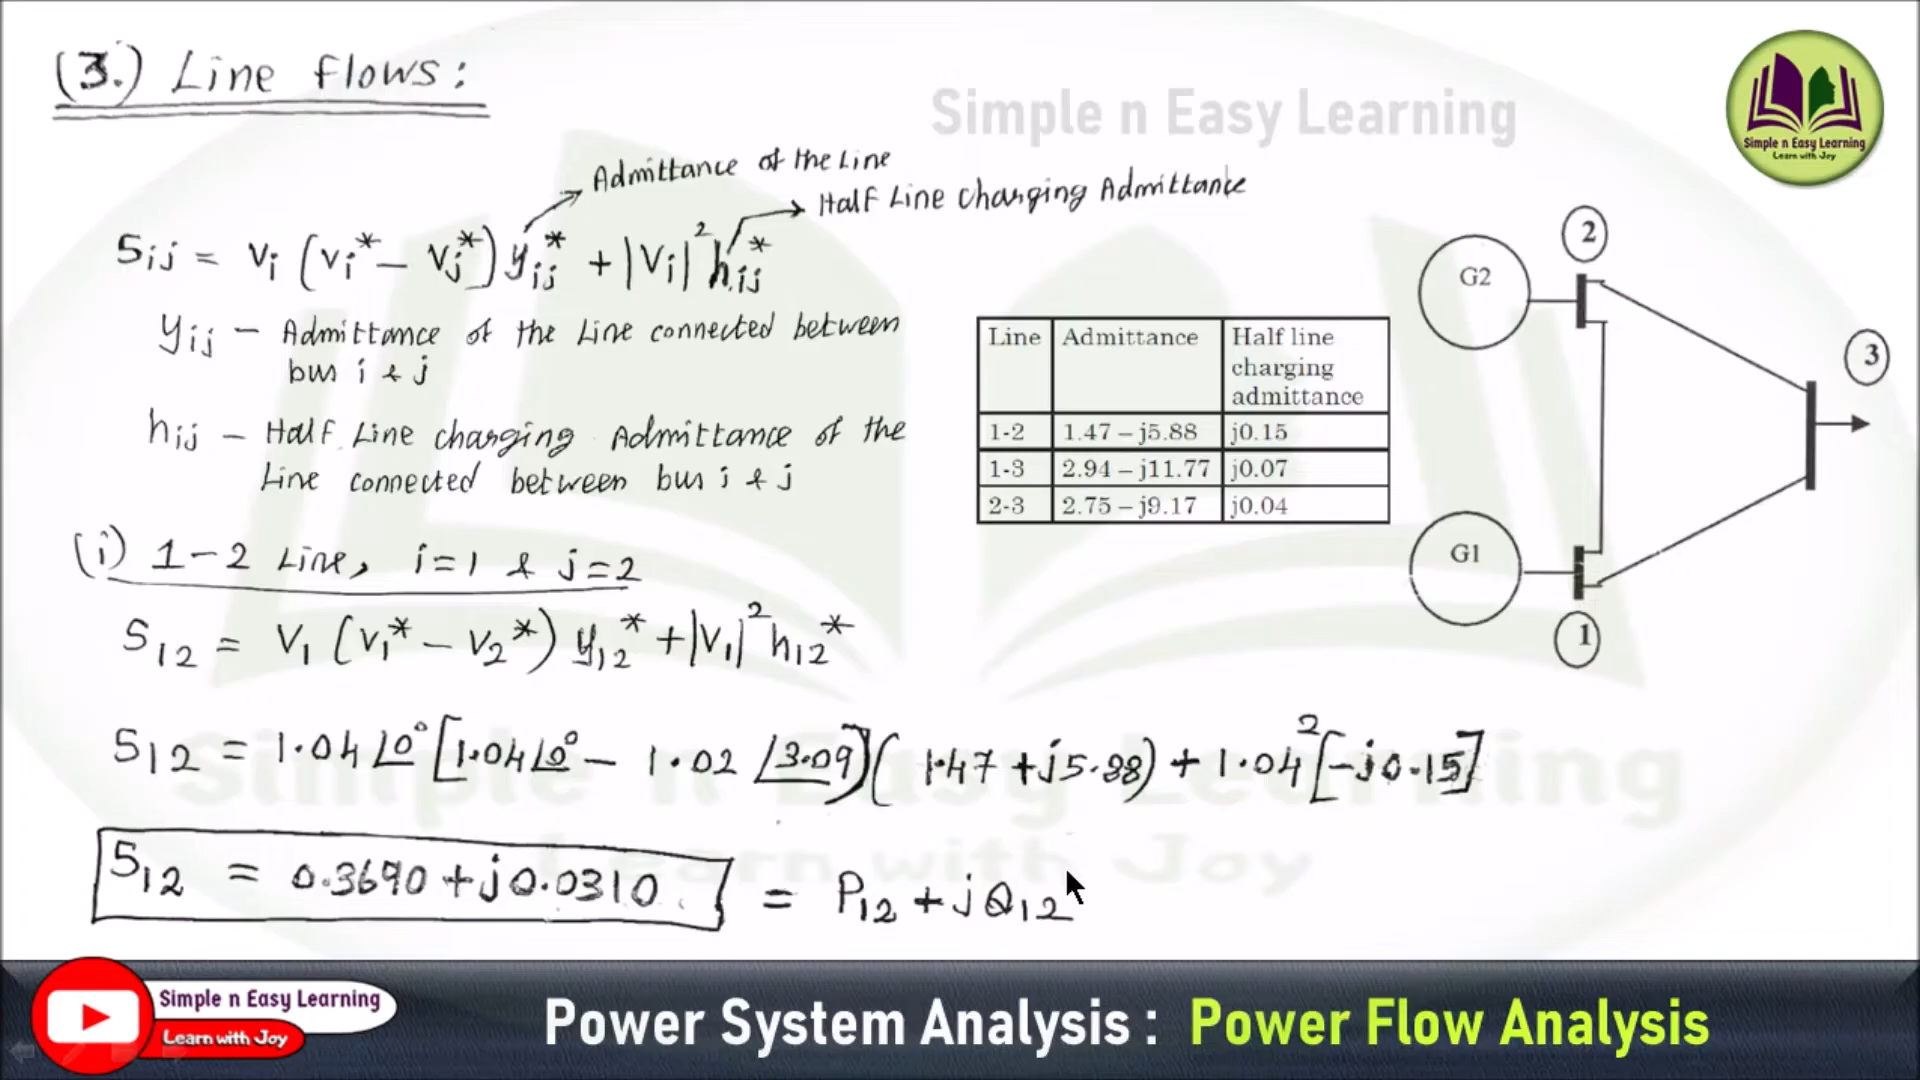 (3.) Line Flows:
Simple n Easy Learning
Simple n Easy Learning
Learn with Joy
Admittance of the Line
Half Line Charging Admittance
Sij = Vi (Vi* - Vj*) yij* + |Vi|² hij*
yij - Admittance of the Line connected between
bus i & j
hij - Half Line charging Admittance of the
Line connected between bus i & j
Line Admittance Half line charging admittance
1-2 1.47 – j5.88 j0.15
1-3 2.94 – j11.77 j0.07
2-3 2.75 – j9.17 j0.04
G2
2
3
G1
1
(i) 1-2 Line, i=1 & j=2
S12 = V1 (V1* - V2*) y12* + |V1|² h12*
S12 = 1.04∠0° [1.04∠0° - 1.02 ∠3.09] (1.47 + j5.88) + 1.04² [-j0.15]
S12 = 0.3690 + j0.0310 = P12 + jQ12
Simple n Easy Learning
Learn with Joy
Simple n Easy Learning
Learn with Joy
Power System Analysis : Power Flow Analysis